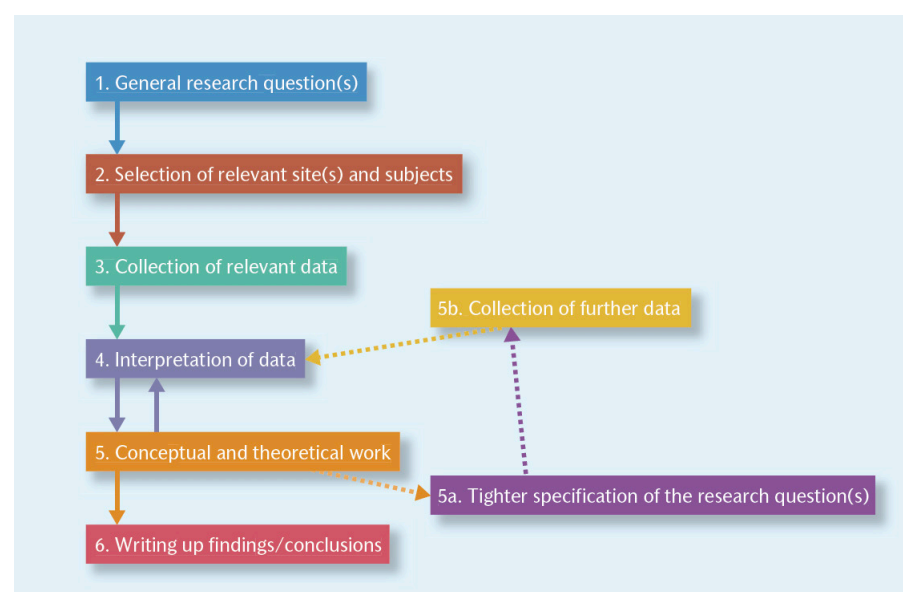 1. General research question(s)
2. Selection of relevant site(s) and subjects
3. Collection of relevant data
5b. Collection of further data
4. Interpretation of data
5. Conceptual and theoretical work
5a. Tighter specification of the research question(s)
6. Writing up findings/conclusions